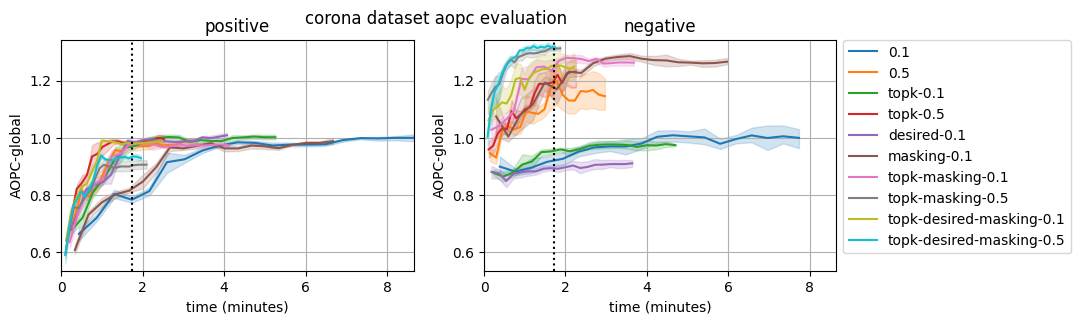 corona dataset aopc evaluation
positive
AOPC-global
1.2
1.0
0.8
0.6
0
2
4
6
8
time (minutes)
negative
AOPC-global
1.2
1.0
0.8
0.6
0
2
4
6
8
time (minutes)
0.1
0.5
topk-0.1
topk-0.5
desired-0.1
masking-0.1
topk-masking-0.1
topk-masking-0.5
topk-desired-masking-0.1
topk-desired-masking-0.5